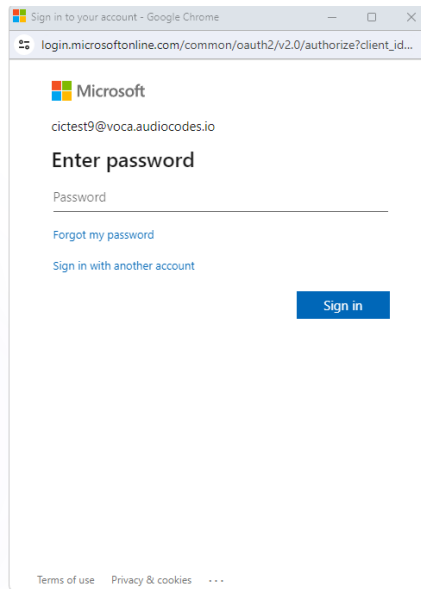 Sign in to your account - Google Chrome
login.microsoftonline.com/common/oauth2/v2.0/authorize?client_id...
Microsoft
cictest9@voca.audiocodes.io
Enter password
Password
Forgot my password
Sign in with another account
Sign in
Terms of use Privacy & cookies ...